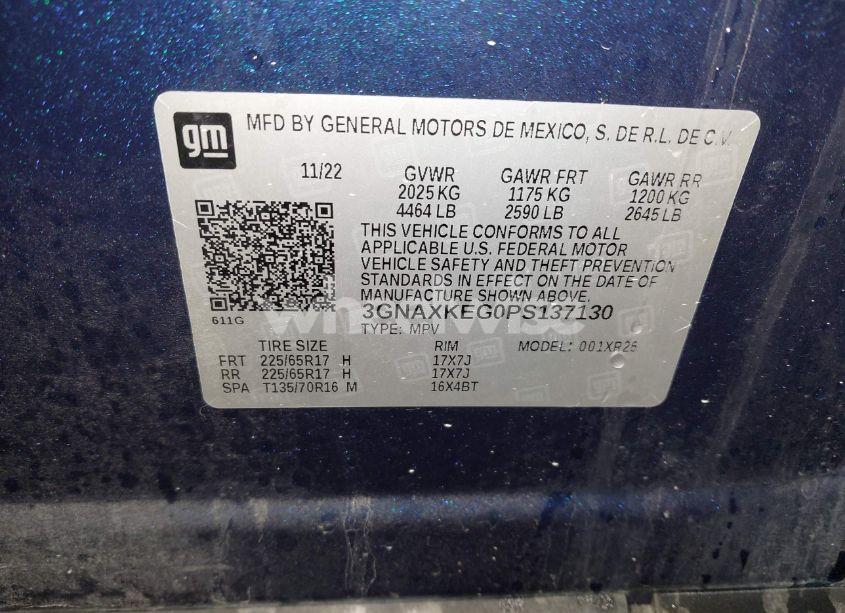 gm
MFD BY GENERAL MOTORS DE MEXICO, S. DE R.L. DE C.V.
11/22 GVWR GAWR FRT GAWR RR
2025 KG 1175 KG 1200 KG
4464 LB 2590 LB 2645 LB
THIS VEHICLE CONFORMS TO ALL
APPLICABLE U.S. FEDERAL MOTOR
VEHICLE SAFETY AND THEFT PREVENTION
STANDARDS IN EFFECT ON THE DATE OF
MANUFACTURE SHOWN ABOVE.
3GNAXKEG0PS137130
611G TYPE: MPV
TIRE SIZE RIM MODEL: 001XR26
FRT 225/65R17 H 17X7J
RR 225/65R17 H 17X7J
SPA T135/70R16 M 16X4BT